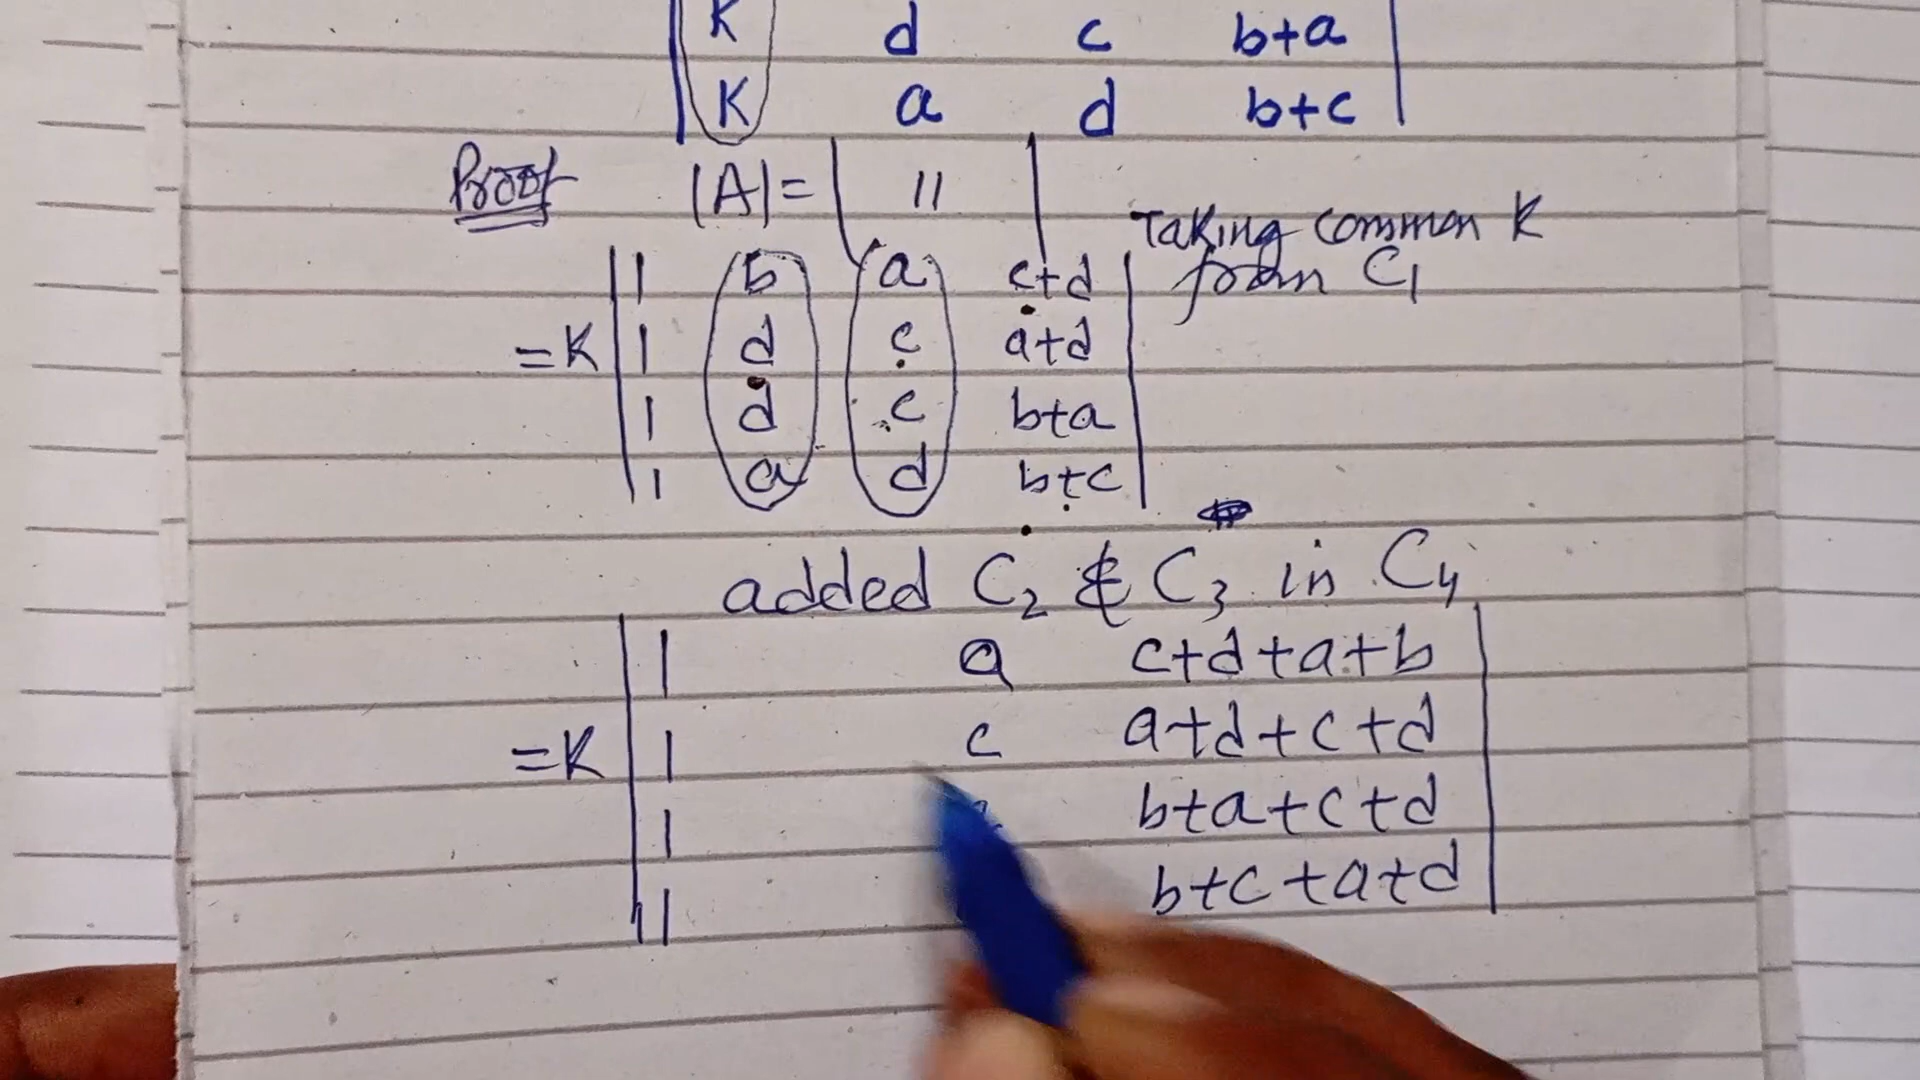 K d c b+a
K a d b+c
Proof |A| = | 11 | Taking common K
from C1
| 1 b a c+d |
= K | 1 d c a+d |
| 1 d c b+a |
| 1 a d b+c |
added C2 & C3 in C4
| 1 a c+d+a+b |
= K | 1 c a+d+c+d |
| 1 b+a+c+d |
| 1 b+c+a+d |